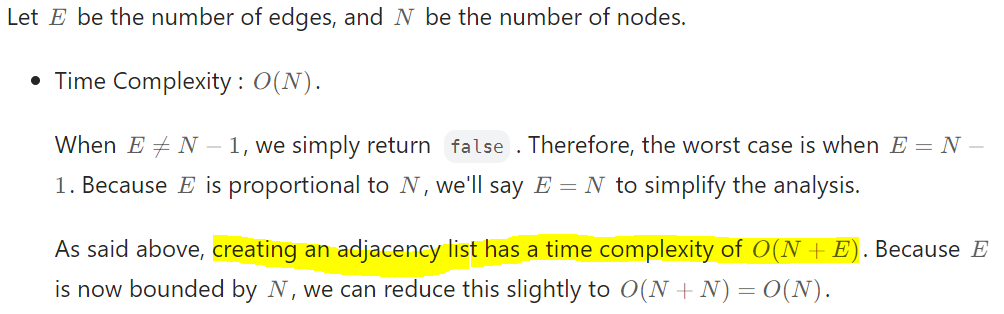 Let E be the number of edges, and N be the number of nodes.
• Time Complexity : O(N).
When E ≠ N − 1, we simply return false . Therefore, the worst case is when E = N −
1. Because E is proportional to N, we'll say E = N to simplify the analysis.
As said above, creating an adjacency list has a time complexity of O(N + E). Because E
is now bounded by N, we can reduce this slightly to O(N + N) = O(N).